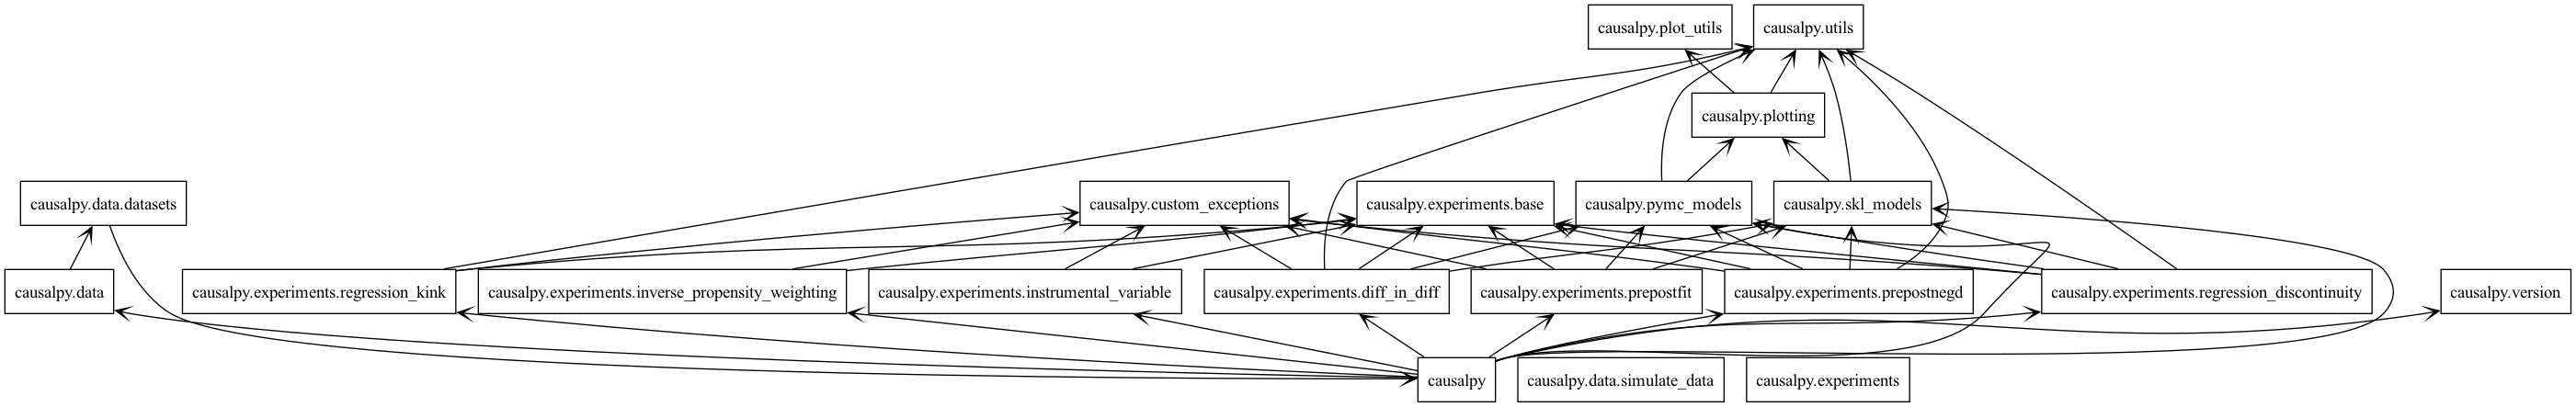 causalpy.plot_utils
causalpy.utils
causalpy.plotting
causalpy.data.datasets
causalpy.custom_exceptions
causalpy.experiments.base
causalpy.pymc_models
causalpy.skl_models
causalpy.data
causalpy.experiments.regression_kink
causalpy.experiments.inverse_propensity_weighting
causalpy.experiments.instrumental_variable
causalpy.experiments.diff_in_diff
causalpy.experiments.prepostfit
causalpy.experiments.prepostnegd
causalpy.experiments.regression_discontinuity
causalpy.version
causalpy
causalpy.data.simulate_data
causalpy.experiments